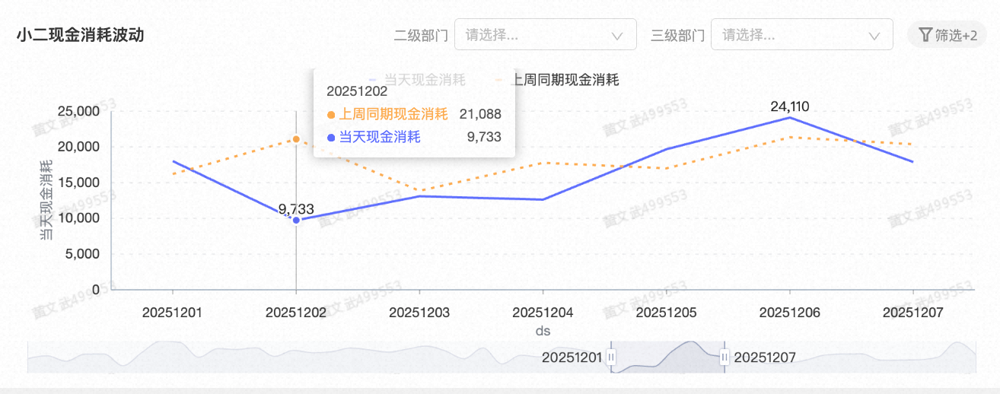 小二现金消耗波动
二级部门 请选择... 三级部门 请选择... 筛选+2
当天现金消耗 上周同期现金消耗
20251202
上周同期现金消耗 21,088
当天现金消耗 9,733
25,000
20,000
15,000
10,000
5,000
0
当天现金消耗
9,733
24,110
20251201 20251202 20251203 20251204 20251205 20251206 20251207
ds
20251201 20251207